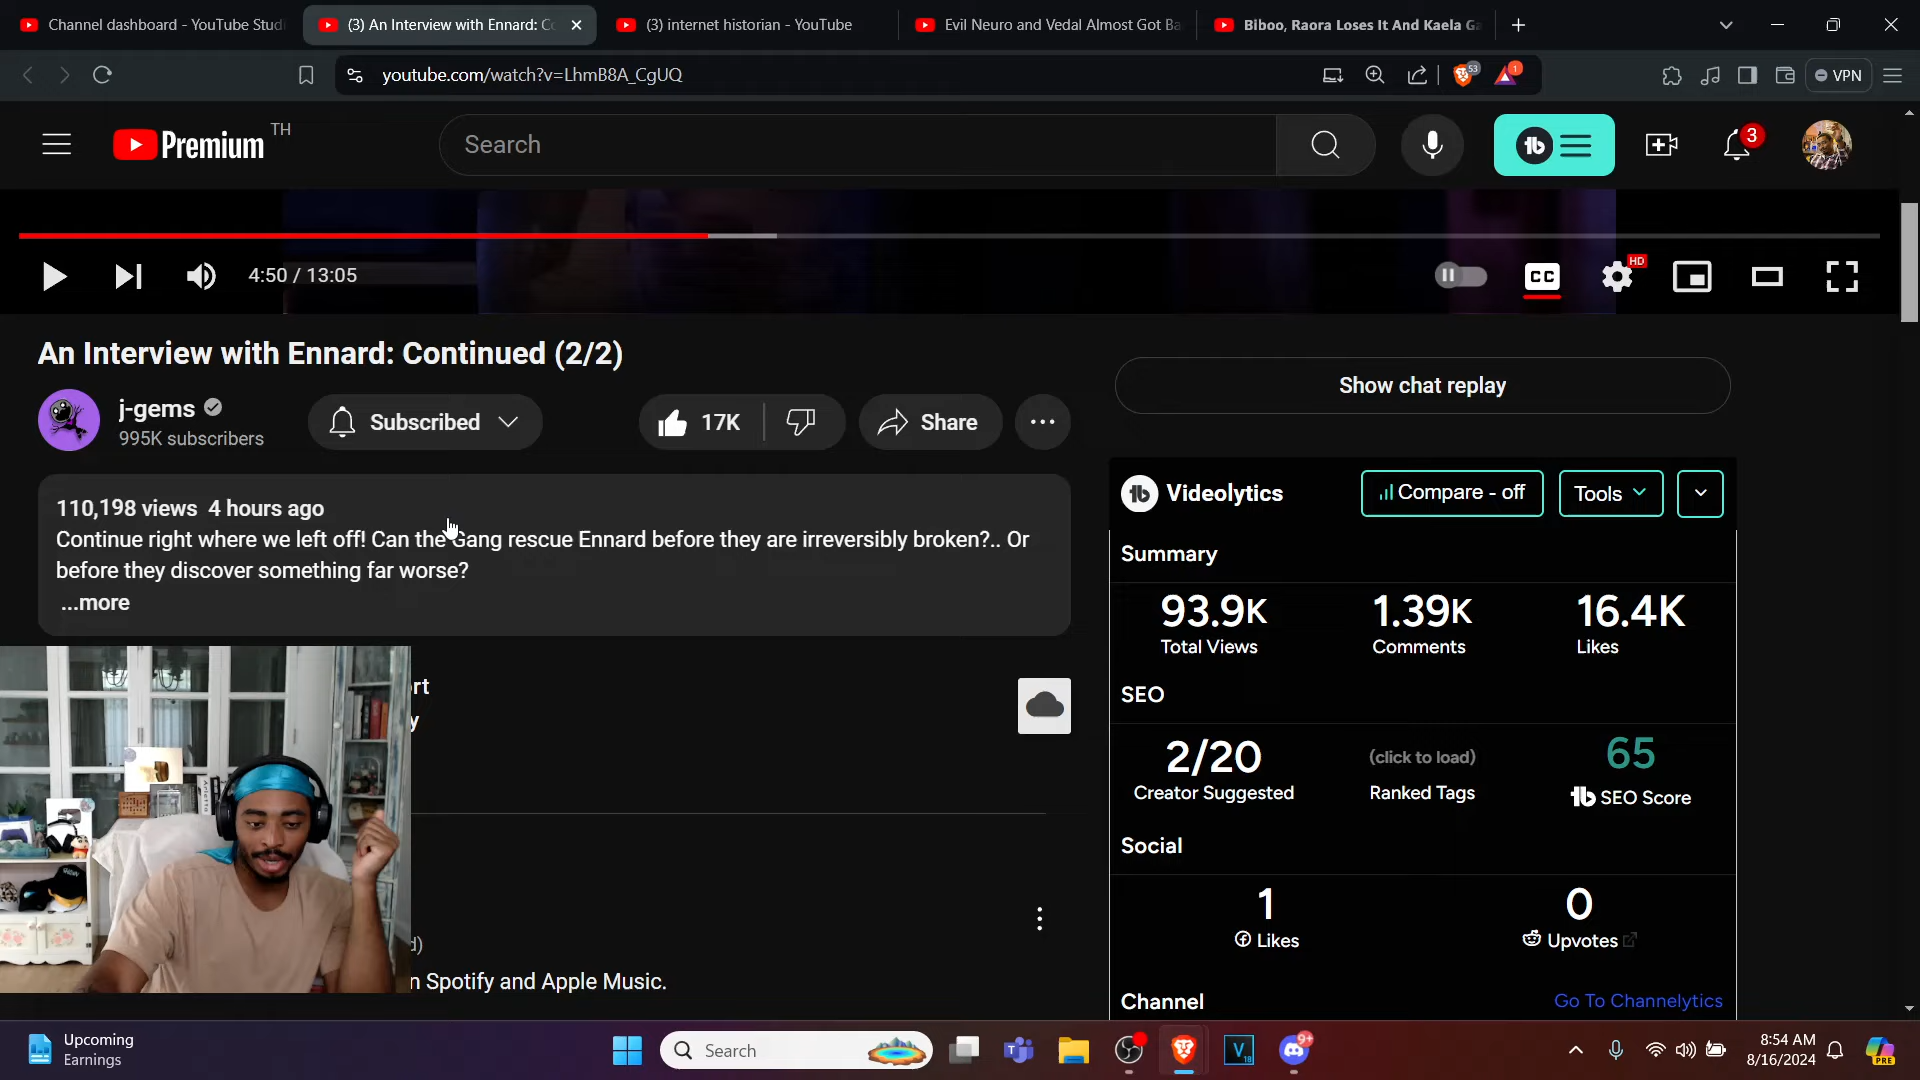 Channel dashboard - YouTube Stud
(3) An Interview with Ennard: Co
(3) internet historian - YouTube
Evil Neuro and Vedal Almost Got Ba
Biboo, Raora Loses It And Kaela Ga
youtube.com/watch?v=LhmB8A_CgUQ
53
1
VPN
Premium TH
Search
3
4:50 / 13:05
CC
HD
An Interview with Ennard: Continued (2/2)
Show chat replay
j-gems
995K subscribers
Subscribed
17K
Share
110,198 views 4 hours ago
Continue right where we left off! Can the Gang rescue Ennard before they are irreversibly broken?.. Or
before they discover something far worse?
...more
rt
y
d)
n Spotify and Apple Music.
Videolytics
Compare - off
Tools
Summary
93.9K 1.39K 16.4K
Total Views Comments Likes
SEO
2/20 (click to load) 65
Creator Suggested Ranked Tags SEO Score
Social
1 0
Likes Upvotes
Channel Go To Channelytics
Upcoming
Earnings
Search
9+
8:54 AM
8/16/2024
PRE